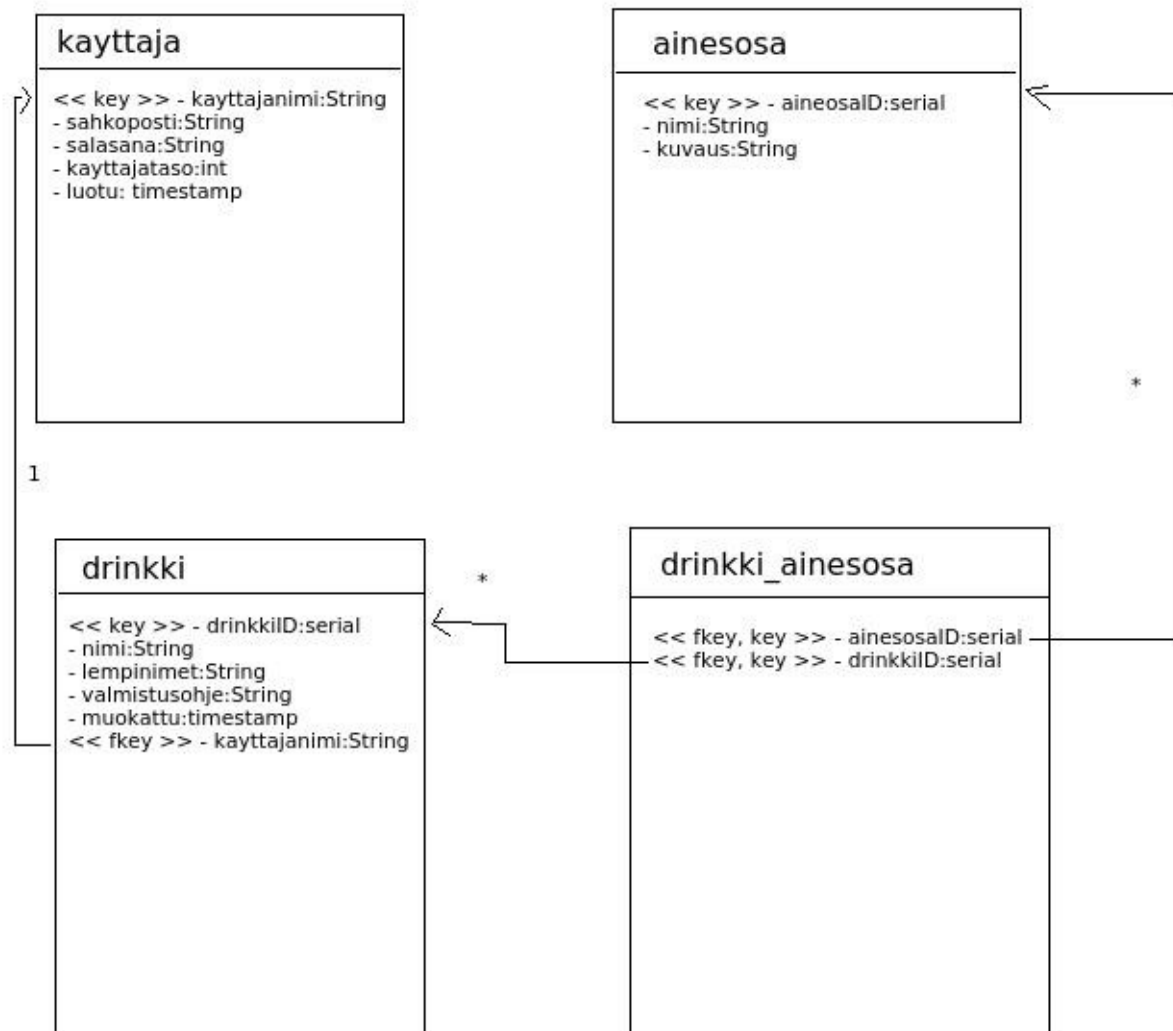 kayttaja
<< key >> - kayttajanimi:String
- sahkoposti:String
- salasana:String
- kayttajataso:int
- luotu: timestamp
ainesosa
<< key >> - aineosaID:serial
- nimi:String
- kuvaus:String
*
1
drinkki
<< key >> - drinkkiID:serial
- nimi:String
- lempinimet:String
- valmistusohje:String
- muokattu:timestamp
<< fkey >> - kayttajanimi:String
*
drinkki_ainesosa
<< fkey, key >> - ainesosaID:serial
<< fkey, key >> - drinkkiID:serial